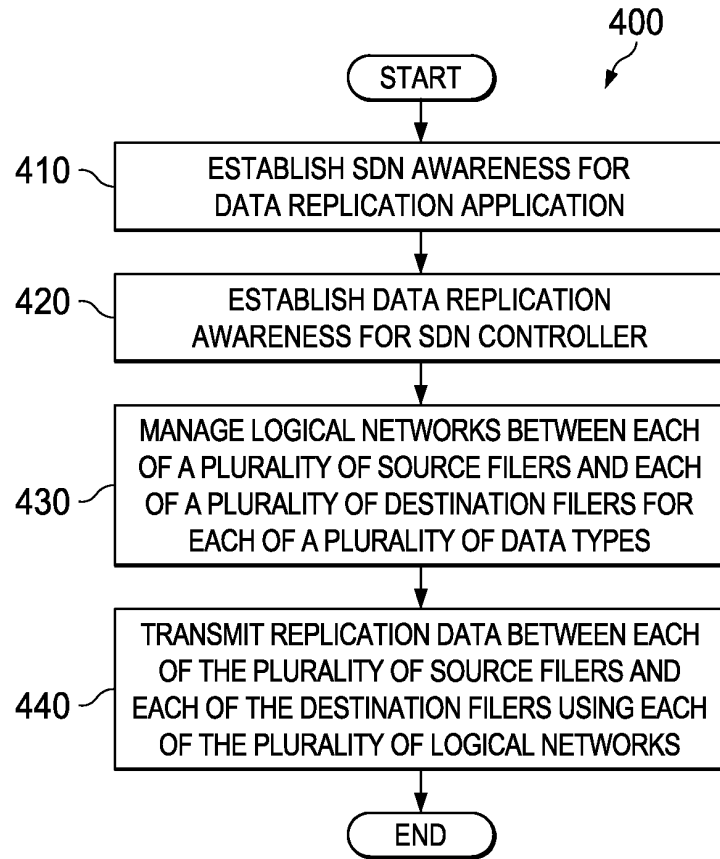 400
START
410
ESTABLISH SDN AWARENESS FOR
DATA REPLICATION APPLICATION
420
ESTABLISH DATA REPLICATION
AWARENESS FOR SDN CONTROLLER
430
MANAGE LOGICAL NETWORKS BETWEEN EACH
OF A PLURALITY OF SOURCE FILERS AND EACH
OF A PLURALITY OF DESTINATION FILERS FOR
EACH OF A PLURALITY OF DATA TYPES
440
TRANSMIT REPLICATION DATA BETWEEN EACH
OF THE PLURALITY OF SOURCE FILERS AND
EACH OF THE DESTINATION FILERS USING EACH
OF THE PLURALITY OF LOGICAL NETWORKS
END